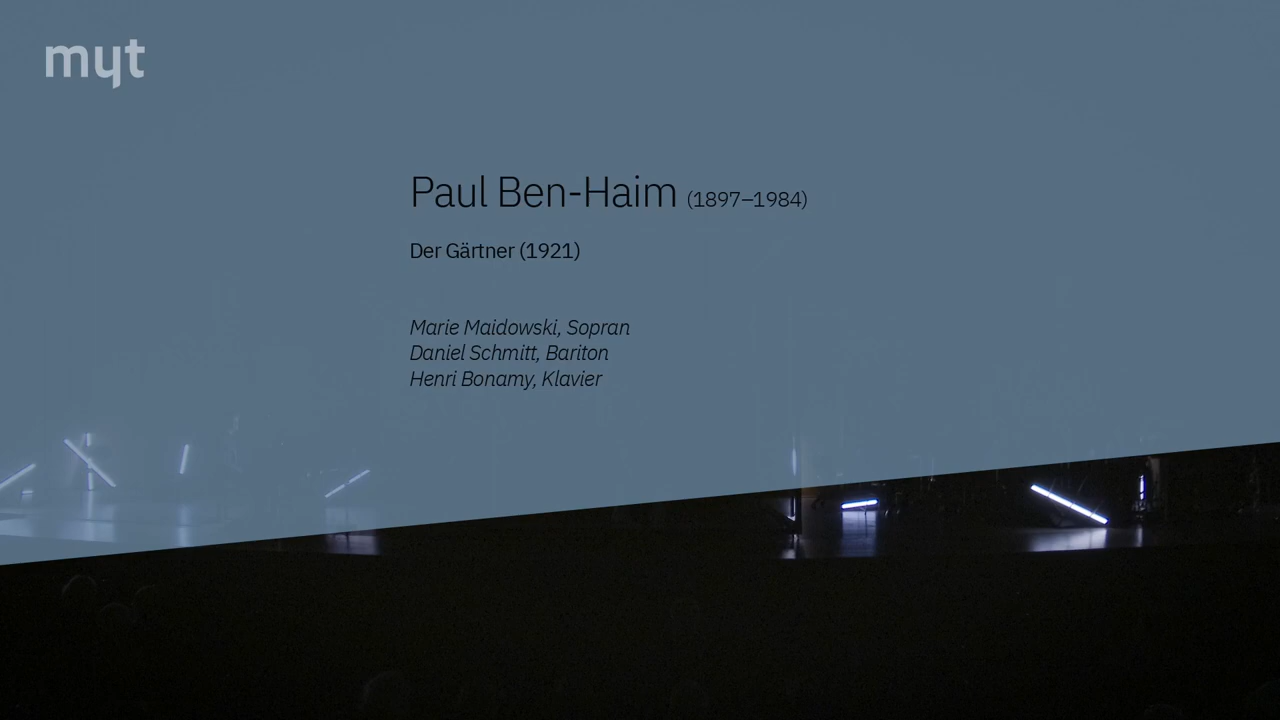 myt
Paul Ben-Haim (1897–1984)
Der Gärtner (1921)
Marie Maidowski, Sopran
Daniel Schmitt, Bariton
Henri Bonamy, Klavier